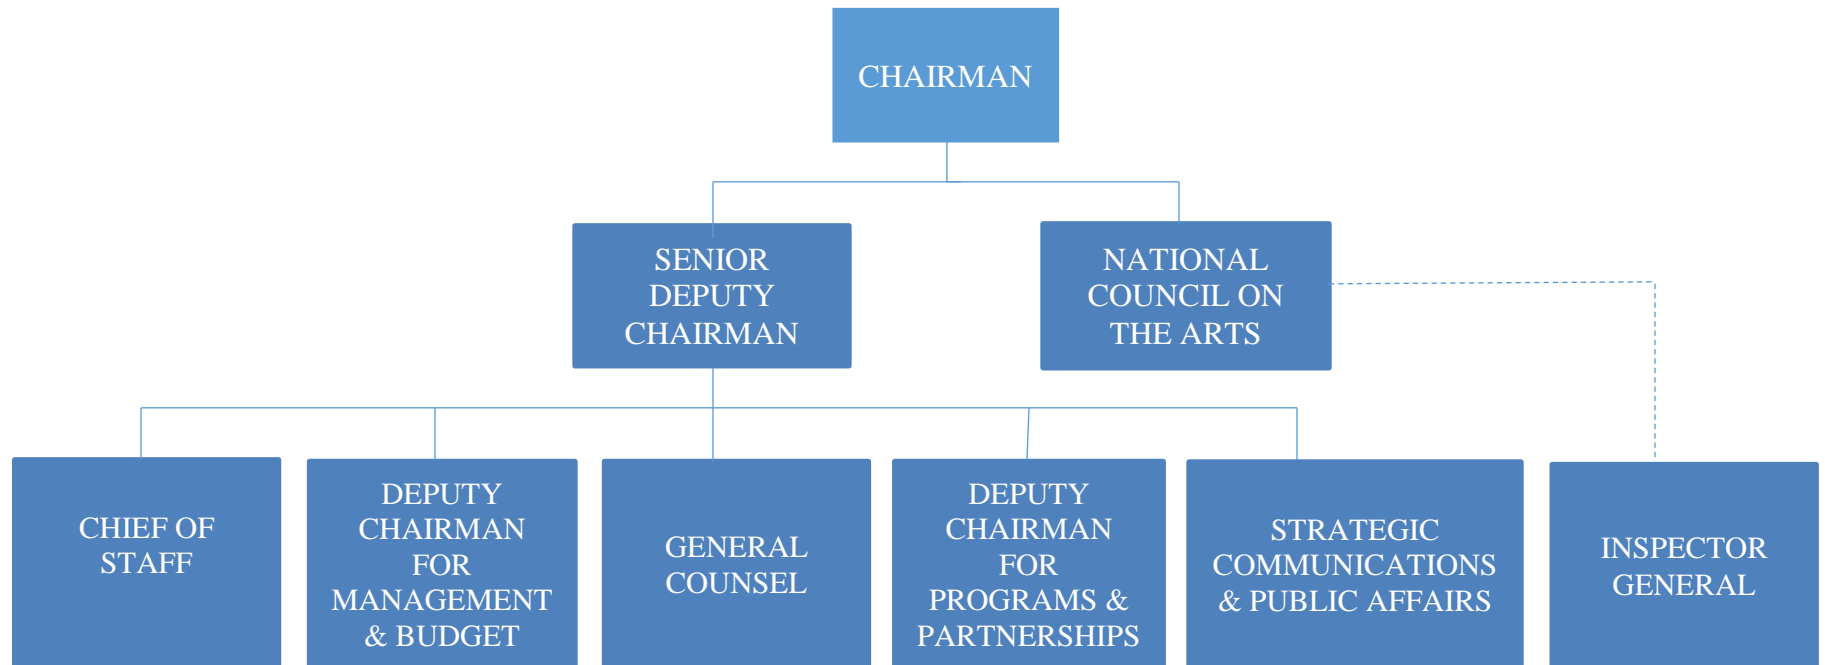 CHAIRMAN
SENIOR
DEPUTY
CHAIRMAN
NATIONAL
COUNCIL ON
THE ARTS
CHIEF OF
STAFF
DEPUTY
CHAIRMAN
FOR
MANAGEMENT
& BUDGET
GENERAL
COUNSEL
DEPUTY
CHAIRMAN
FOR
PROGRAMS &
PARTNERSHIPS
STRATEGIC
COMMUNICATIONS
& PUBLIC AFFAIRS
INSPECTOR
GENERAL